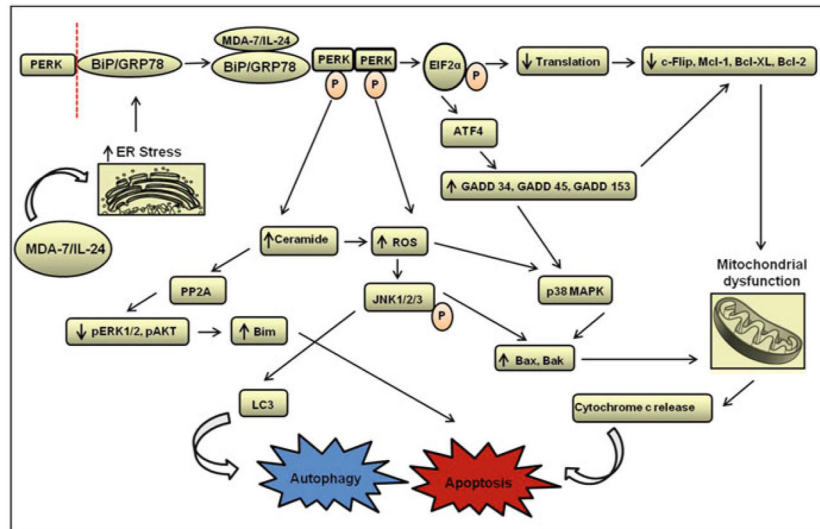 MDA-7/IL-24
PERK
BiP/GRP78
BiP/GRP78
PERK
PERK
P
P
EIF2α
P
↓ Translation
↓ c-Flip, Mcl-1, Bcl-XL, Bcl-2
ATF4
↑ ER Stress
↑ GADD 34, GADD 45, GADD 153
MDA-7/IL-24
↑ Ceramide
↑ ROS
Mitochondrial
dysfunction
PP2A
JNK1/2/3
P
p38 MAPK
↓ pERK1/2, pAKT
↑ Bim
↑ Bax, Bak
LC3
Cytochrome c release
Autophagy
Apoptosis